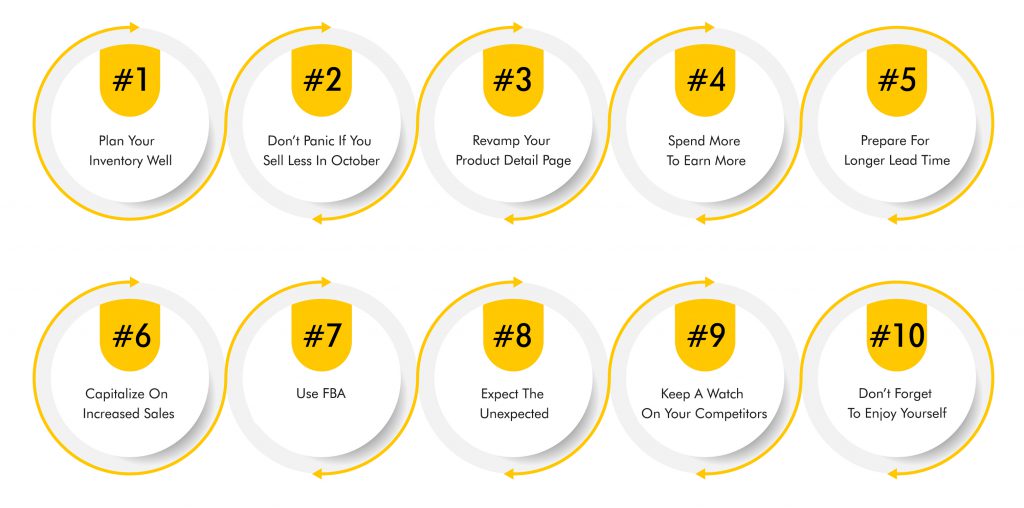 #1
Plan Your
Inventory Well
#2
Don't Panic If You
Sell Less In October
#3
Revamp Your
Product Detail Page
#4
Spend More
To Earn More
#5
Prepare For
Longer Lead Time
#6
Capitalize On
Increased Sales
#7
Use FBA
#8
Expect The
Unexpected
#9
Keep A Watch
On Your Competitors
#10
Don't Forget
To Enjoy Yourself